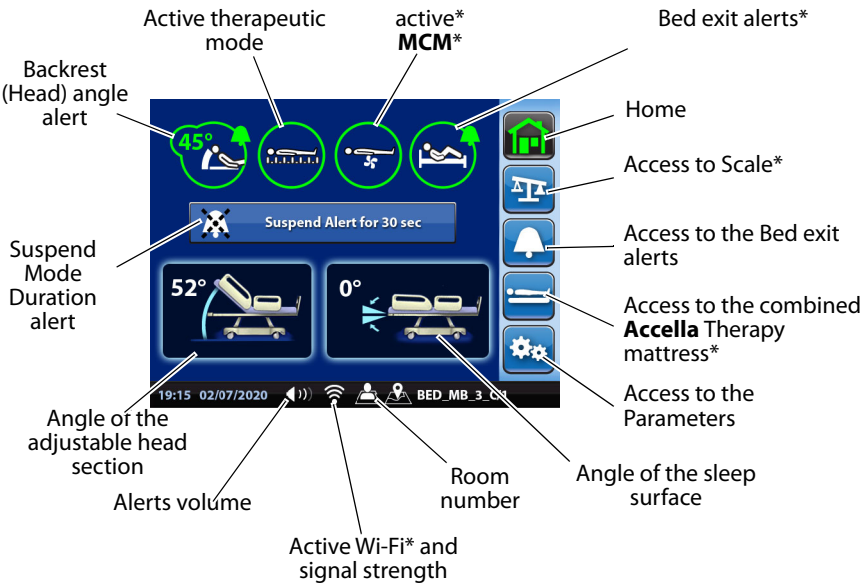 Active therapeutic
mode
active*
MCM*
Bed exit alerts*
Backrest
(Head) angle
alert
Home
45°
Access to Scale*
Suspend Alert for 30 sec
Suspend
Mode
Duration
alert
Access to the Bed exit
alerts
52°
0°
Access to the combined
Accella Therapy
mattress*
19:15 02/07/2020
BED_MB_3_C
Access to the
Parameters
Angle of the
adjustable head
section
Alerts volume
Room
number
Angle of the sleep
surface
Active Wi-Fi* and
signal strength